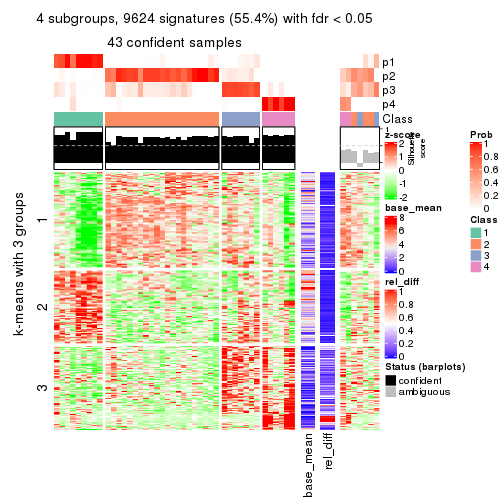 4 subgroups, 9624 signatures (55.4%) with fdr < 0.05
43 confident samples
p1
p2
p3
p4
Class
1
Silhouette
score
k-means with 3 groups
1
2
3
base_mean
rel_diff
z-score
2
1
0
-1
-2
base_mean
8
6
4
2
0
rel_diff
1
0.8
0.6
0.4
0.2
0
Status (barplots)
confident
ambiguous
Prob
1
0.8
0.6
0.4
0.2
0
Class
1
2
3
4